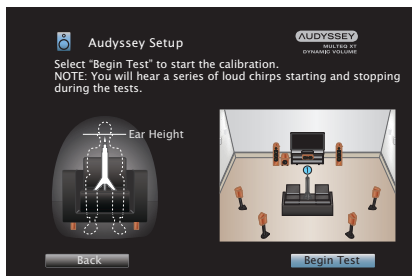 Audyssey Setup
AUDYSSEY
MULTEQ XT
DYNAMIC VOLUME
Select “Begin Test” to start the calibration.
NOTE: You will hear a series of loud chirps starting and stopping
during the tests.
Ear Height
1
Back
Begin Test